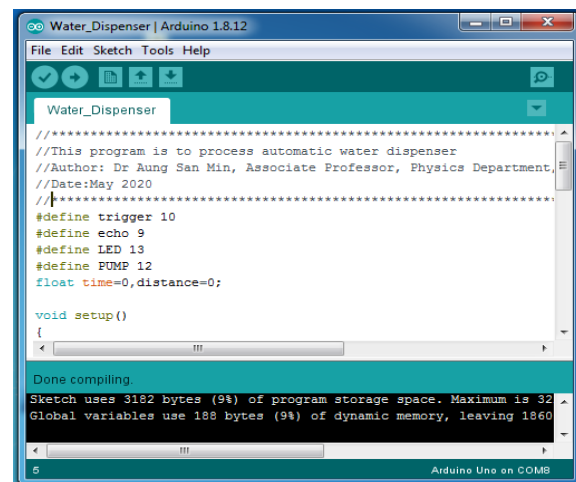 Water_Dispenser | Arduino 1.8.12
File Edit Sketch Tools Help
Water_Dispenser
//*****************************************************************
//This program is to process automatic water dispenser
//Author: Dr Aung San Min, Associate Professor, Physics Department,
//Date:May 2020
//*****************************************************************
#define trigger 10
#define echo 9
#define LED 13
#define PUMP 12
float time=0,distance=0;
void setup()
{
Done compiling.
Sketch uses 3182 bytes (9%) of program storage space. Maximum is 32
Global variables use 188 bytes (9%) of dynamic memory, leaving 1860
5 Arduino Uno on COM8